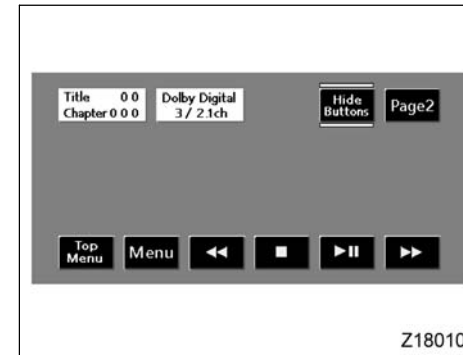 Title 0 0
Chapter 0 0 0
Dolby Digital
3 / 2.1ch
Hide
Buttons
Page2
Top
Menu
Menu
Z18010